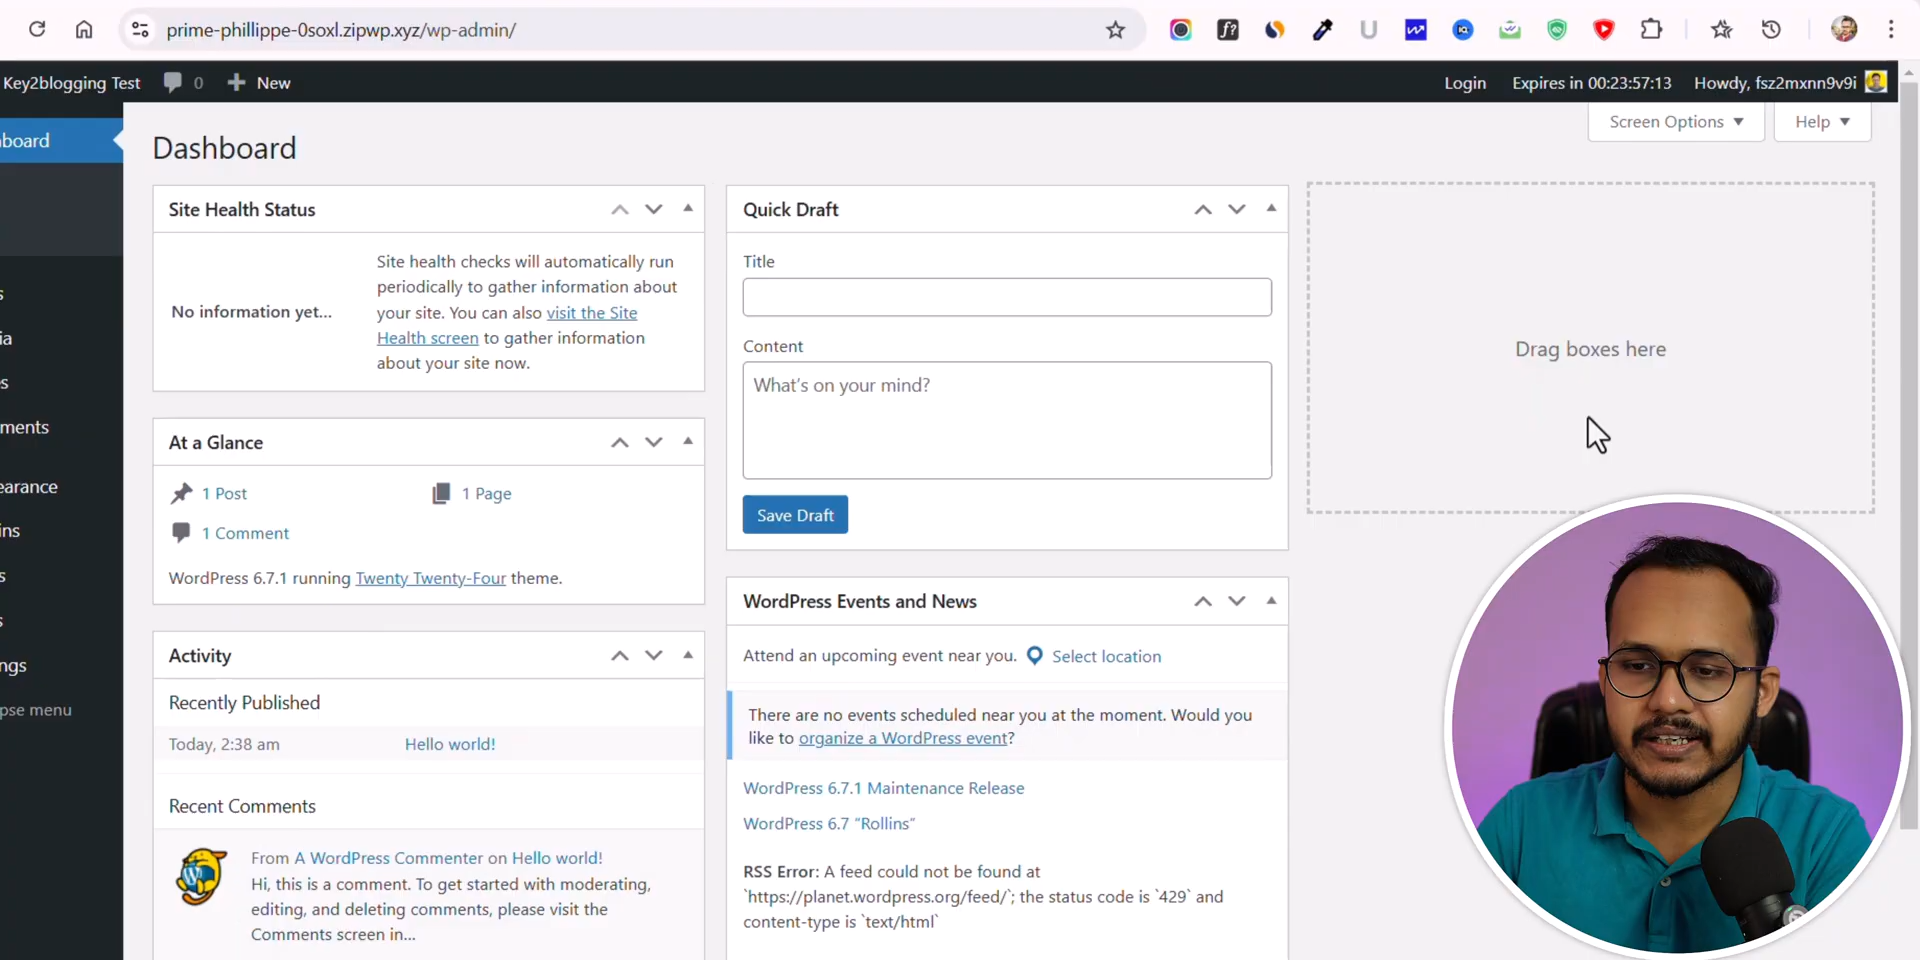 prime-phillippe-0soxl.zipwp.xyz/wp-admin/
Key2blogging Test
0
New
Login
Expires in 00:23:57:13
Howdy, fsz2mxnn9v9i
board
s
ia
es
ments
earance
ins
s
s
ngs
pse menu
Screen Options
Help
Dashboard
Site Health Status
No information yet...
Site health checks will automatically run
periodically to gather information about
your site. You can also visit the Site
Health screen to gather information
about your site now.
At a Glance
1 Post
1 Page
1 Comment
WordPress 6.7.1 running Twenty Twenty-Four theme.
Activity
Recently Published
Today, 2:38 am
Hello world!
Recent Comments
From A WordPress Commenter on Hello world!
Hi, this is a comment. To get started with moderating,
editing, and deleting comments, please visit the
Comments screen in...
Quick Draft
Title
Content
What's on your mind?
Save Draft
WordPress Events and News
Attend an upcoming event near you.
Select location
There are no events scheduled near you at the moment. Would you
like to organize a WordPress event?
WordPress 6.7.1 Maintenance Release
WordPress 6.7 “Rollins”
RSS Error: A feed could not be found at
`https://planet.wordpress.org/feed/`; the status code is `429` and
content-type is `text/html`
Drag boxes here